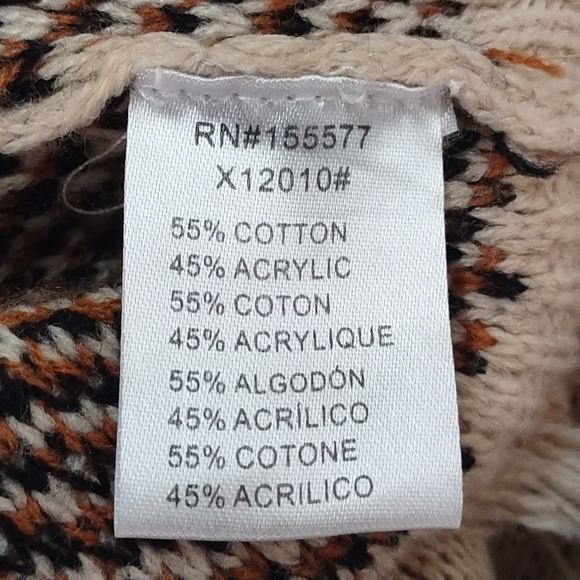 RN#155577
X12010#
55% COTTON
45% ACRYLIC
55% COTON
45% ACRYLIQUE
55% ALGODÓN
45% ACRÍLICO
55% COTONE
45% ACRILICO